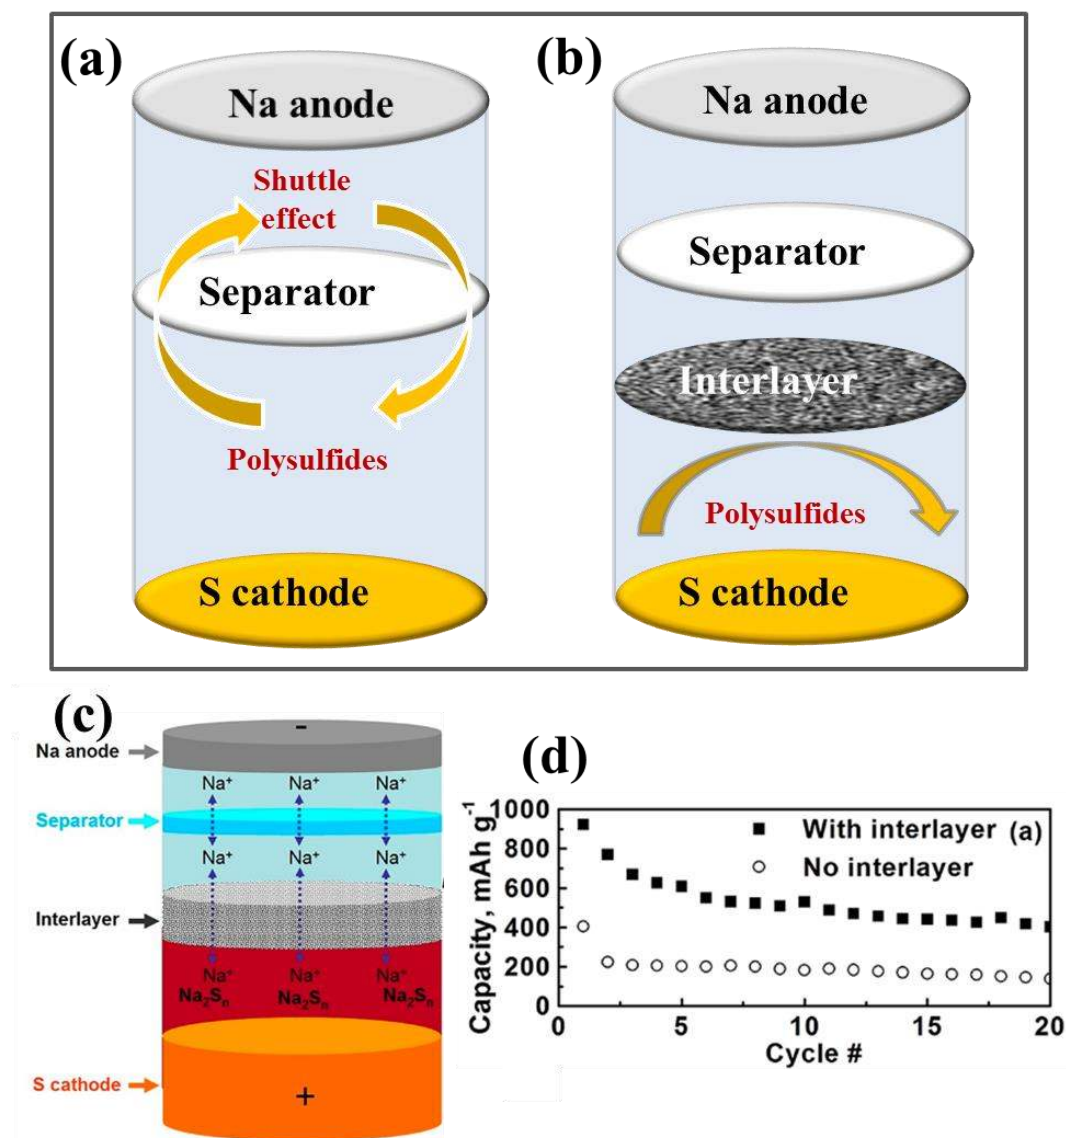 (a)
Na anode
Shuttle
effect
Separator
Polysulfides
S cathode
(b)
Na anode
Separator
Interlayer
Polysulfides
S cathode
(c)
-
Na anode
Na⁺ Na⁺ Na⁺
Separator
Na⁺ Na⁺ Na⁺
Interlayer
Na⁺ Na⁺ Na⁺
Na₂Sₙ Na₂Sₙ Na₂Sₙ
S cathode
+
(d)
Capacity, mAh g⁻¹
1000
800
600
400
200
0
With interlayer (a)
No interlayer
0 5 10 15 20
Cycle #